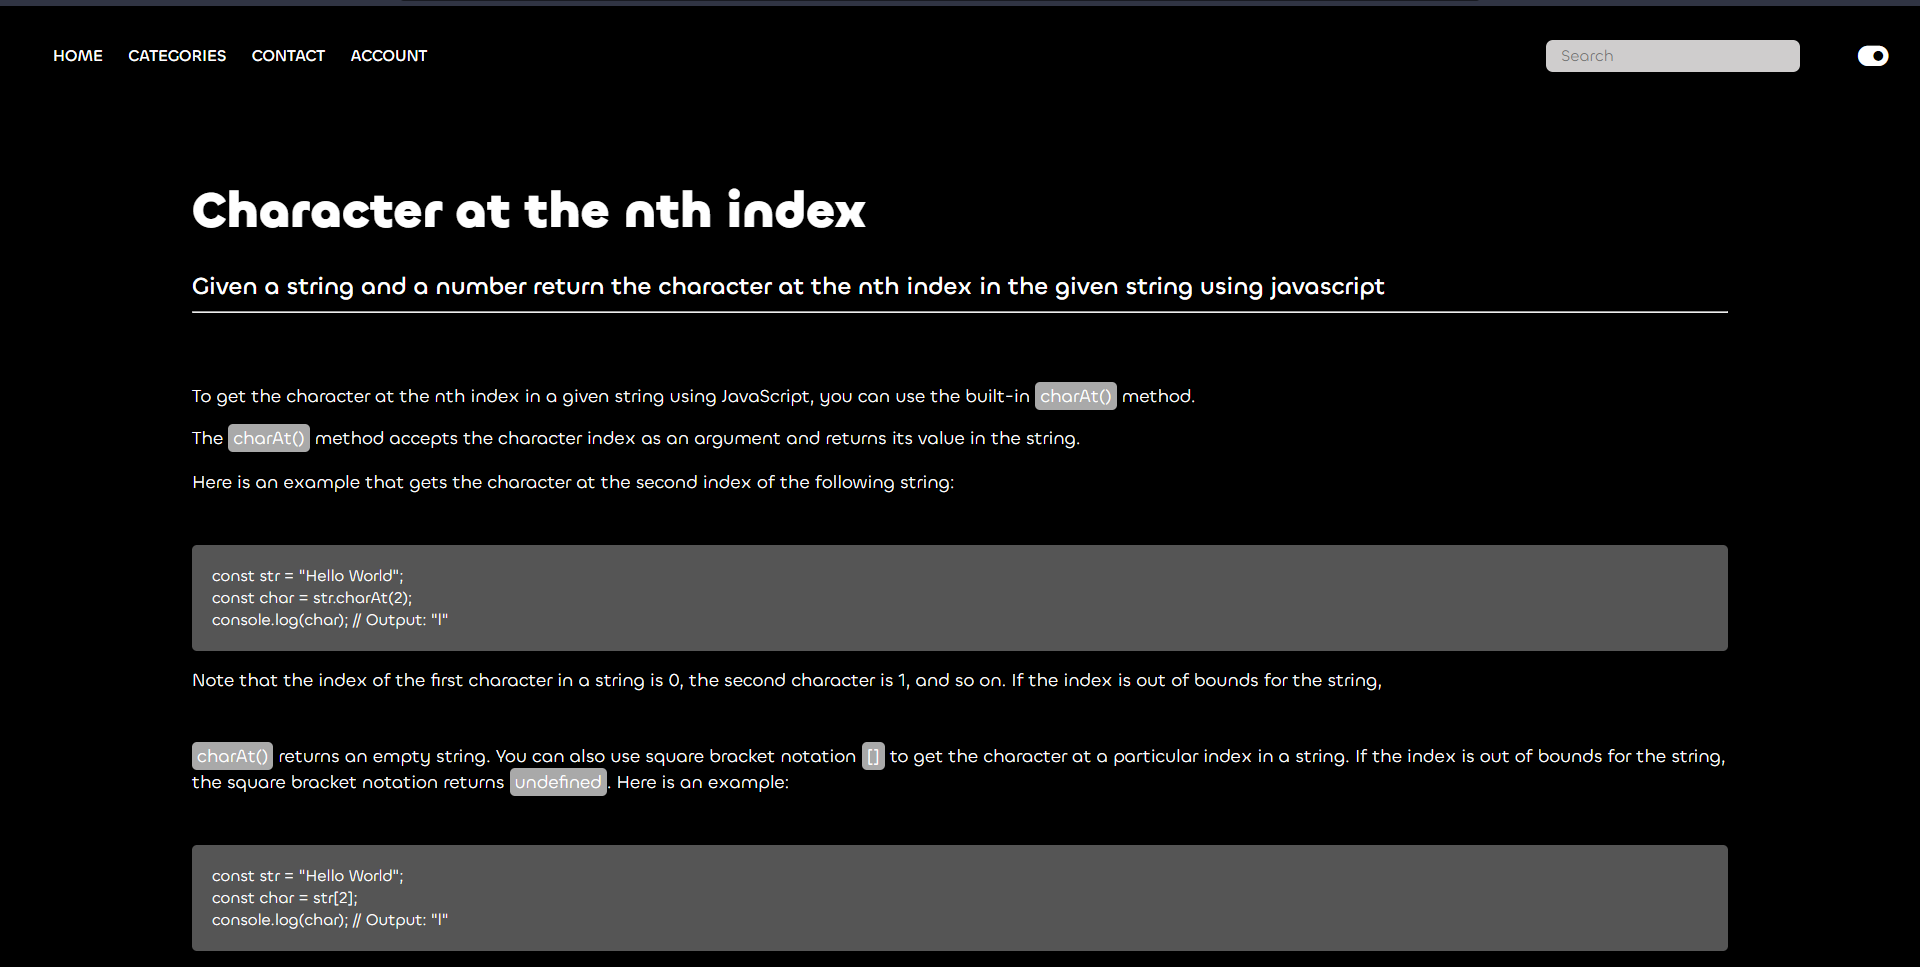 HOME CATEGORIES CONTACT ACCOUNT Search
Character at the nth index
Given a string and a number return the character at the nth index in the given string using javascript
To get the character at the nth index in a given string using JavaScript, you can use the built-in charAt() method.
The charAt() method accepts the character index as an argument and returns its value in the string.
Here is an example that gets the character at the second index of the following string:
const str = "Hello World";
const char = str.charAt(2);
console.log(char); // Output: "l"
Note that the index of the first character in a string is 0, the second character is 1, and so on. If the index is out of bounds for the string,
charAt() returns an empty string. You can also use square bracket notation [] to get the character at a particular index in a string. If the index is out of bounds for the string,
the square bracket notation returns undefined. Here is an example:
const str = "Hello World";
const char = str[2];
console.log(char); // Output: "l"